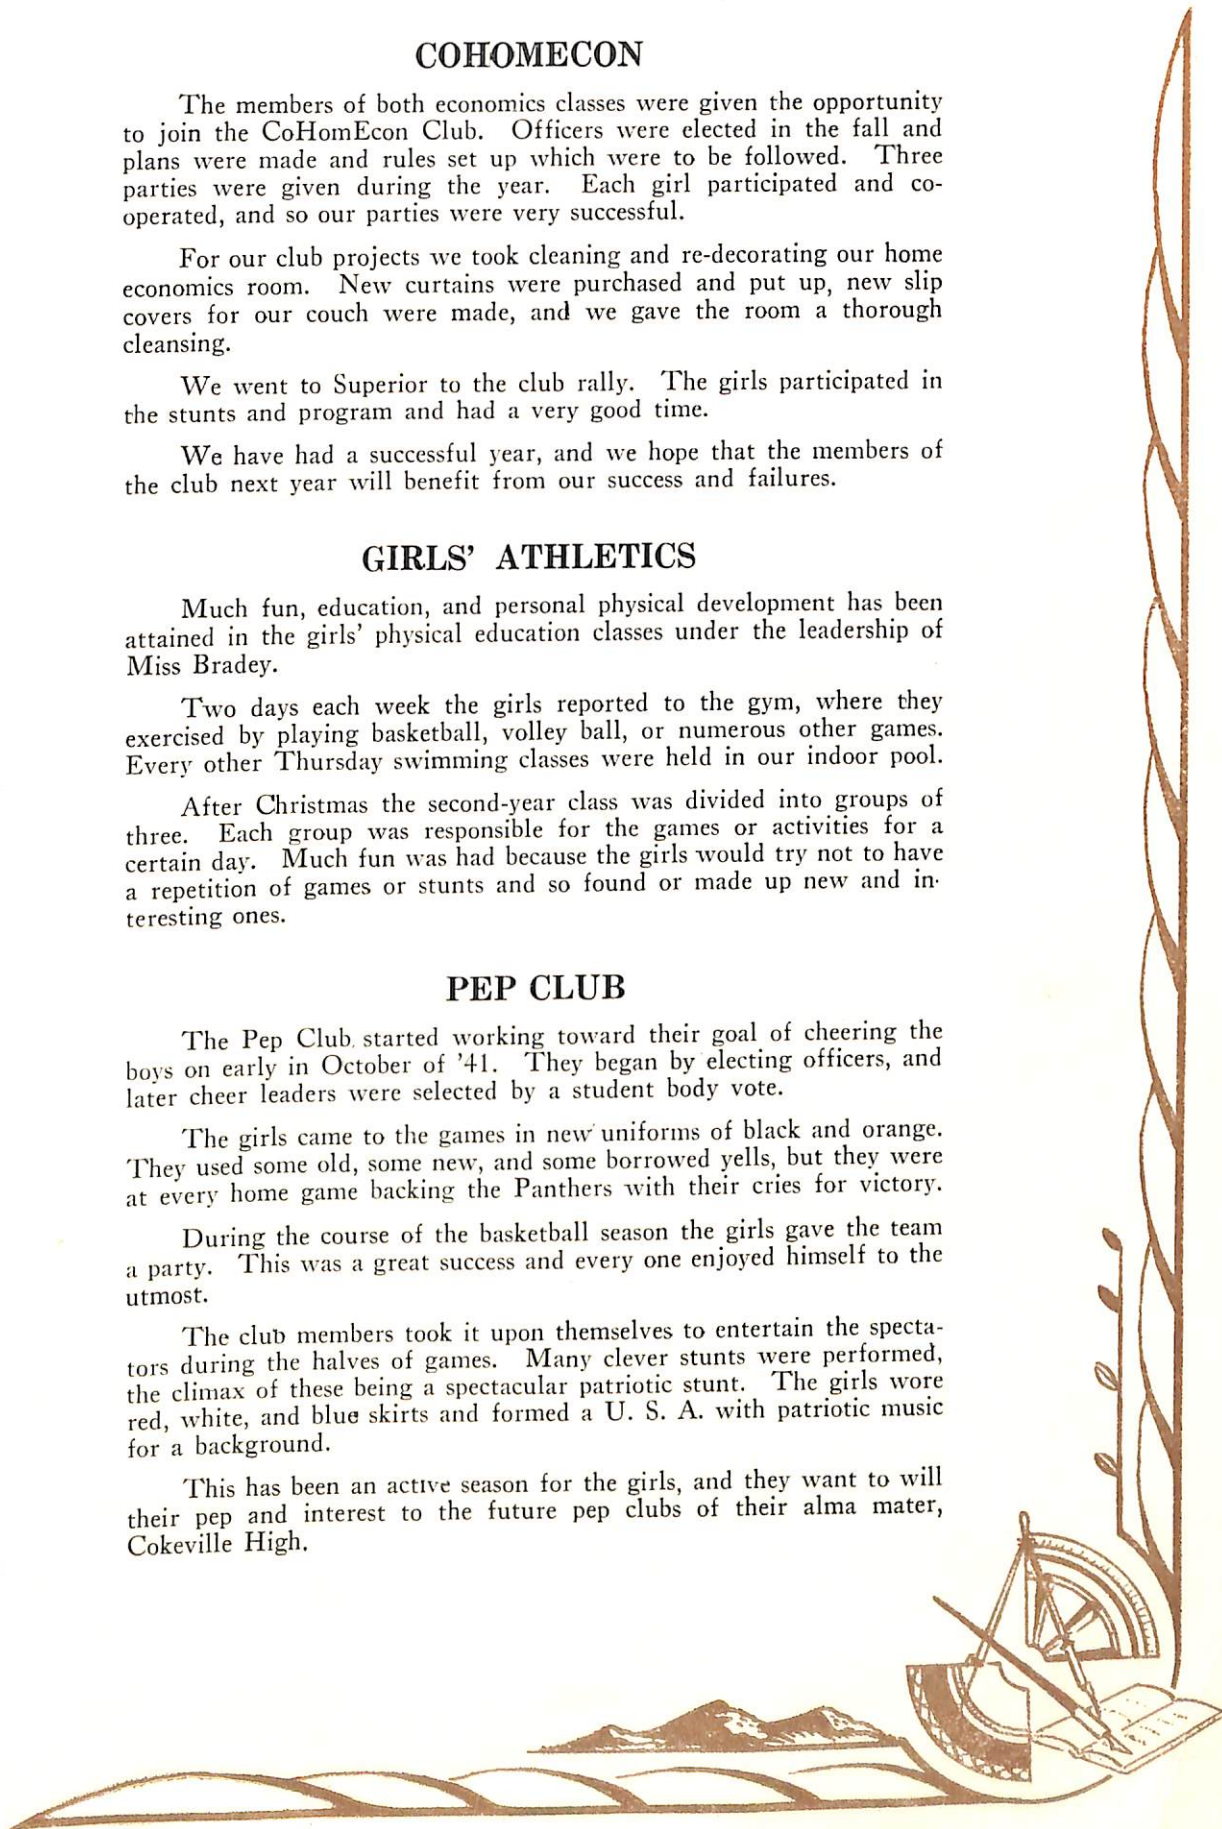 COHOMECON
The members of both economics classes were given the opportunity
to join the CoHomEcon Club. Officers were elected in the fall and
plans were made and rules set up which were to be followed. Three
parties were given during the year. Each girl participated and co-
operated, and so our parties were very successful.
For our club projects we took cleaning and re-decorating our home
economics room. New curtains were purchased and put up, new slip
covers for our couch were made, and we gave the room a thorough
cleansing.
We went to Superior to the club rally. The girls participated in
the stunts and program and had a very good time.
We have had a successful year, and we hope that the members of
the club next year will benefit from our success and failures.
GIRLS' ATHLETICS
Much fun, education, and personal physical development has been
attained in the girls' physical education classes under the leadership of
Miss Bradey.
Two days each week the girls reported to the gym, where they
exercised by playing basketball, volley ball, or numerous other games.
Every other Thursday swimming classes were held in our indoor pool.
After Christmas the second-year class was divided into groups of
three. Each group was responsible for the games or activities for a
certain day. Much fun was had because the girls would try not to have
a repetition of games or stunts and so found or made up new and in-
teresting ones.
PEP CLUB
The Pep Club started working toward their goal of cheering the
boys on early in October of '41. They began by electing officers, and
later cheer leaders were selected by a student body vote.
The girls came to the games in new uniforms of black and orange.
They used some old, some new, and some borrowed yells, but they were
at every home game backing the Panthers with their cries for victory.
During the course of the basketball season the girls gave the team
a party. This was a great success and every one enjoyed himself to the
utmost.
The club members took it upon themselves to entertain the specta-
tors during the halves of games. Many clever stunts were performed,
the climax of these being a spectacular patriotic stunt. The girls wore
red, white, and blue skirts and formed a U. S. A. with patriotic music
for a background.
This has been an active season for the girls, and they want to will
their pep and interest to the future pep clubs of their alma mater,
Cokeville High.